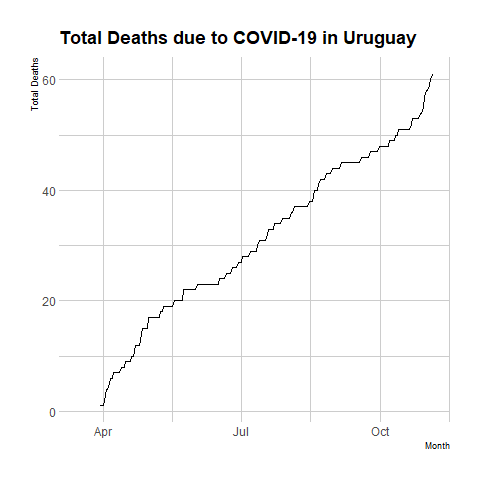 Total Deaths due to COVID-19 in Uruguay
Total Deaths
60
40
20
0
Apr
Jul
Oct
Month